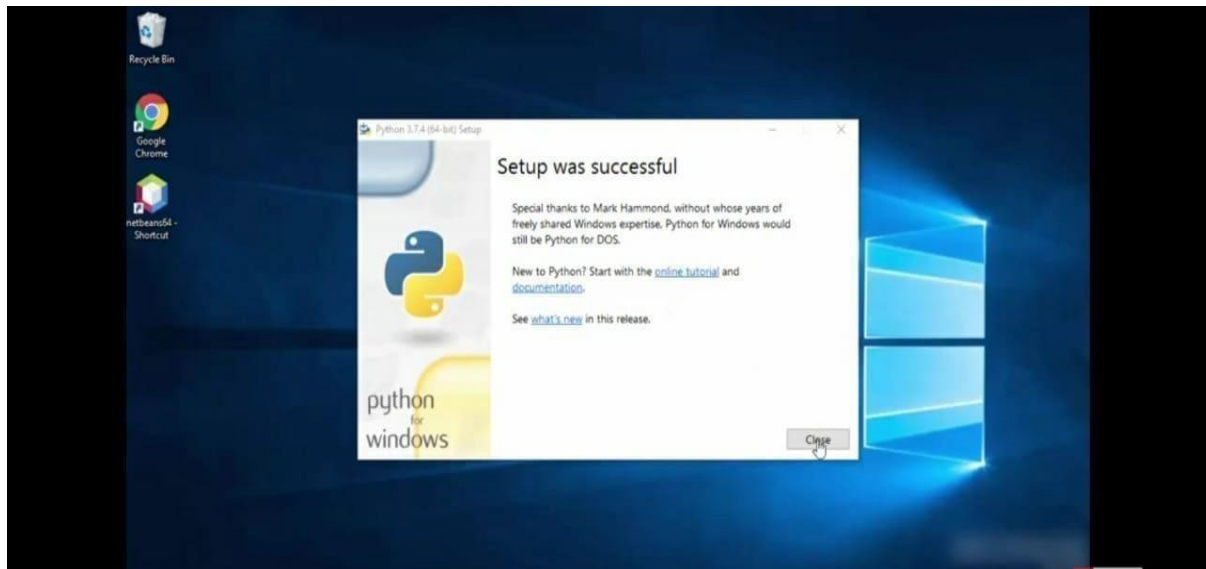 Recycle Bin
Google
Chrome
netbeans64 -
Shortcut
Python 3.7.4 (64-bit) Setup
Setup was successful
Special thanks to Mark Hammond, without whose years of
freely shared Windows expertise, Python for Windows would
still be Python for DOS.
New to Python? Start with the online tutorial and
documentation.
See what's new in this release.
python
for
windows
Close